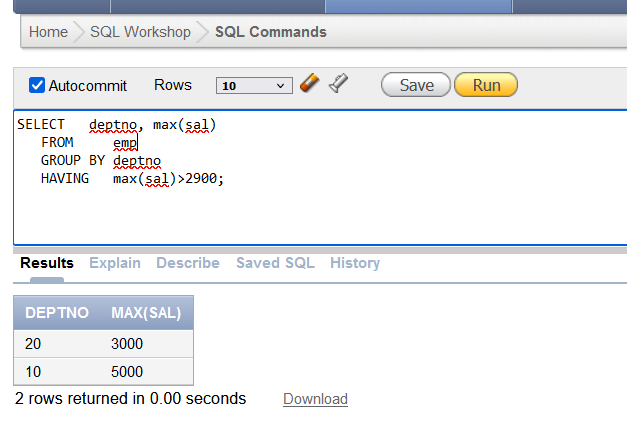 Home SQL Workshop SQL Commands
Autocommit Rows 10 Save Run
SELECT deptno, max(sal)
FROM emp
GROUP BY deptno
HAVING max(sal)>2900;
Results Explain Describe Saved SQL History
DEPTNO MAX(SAL)
20 3000
10 5000
2 rows returned in 0.00 seconds Download